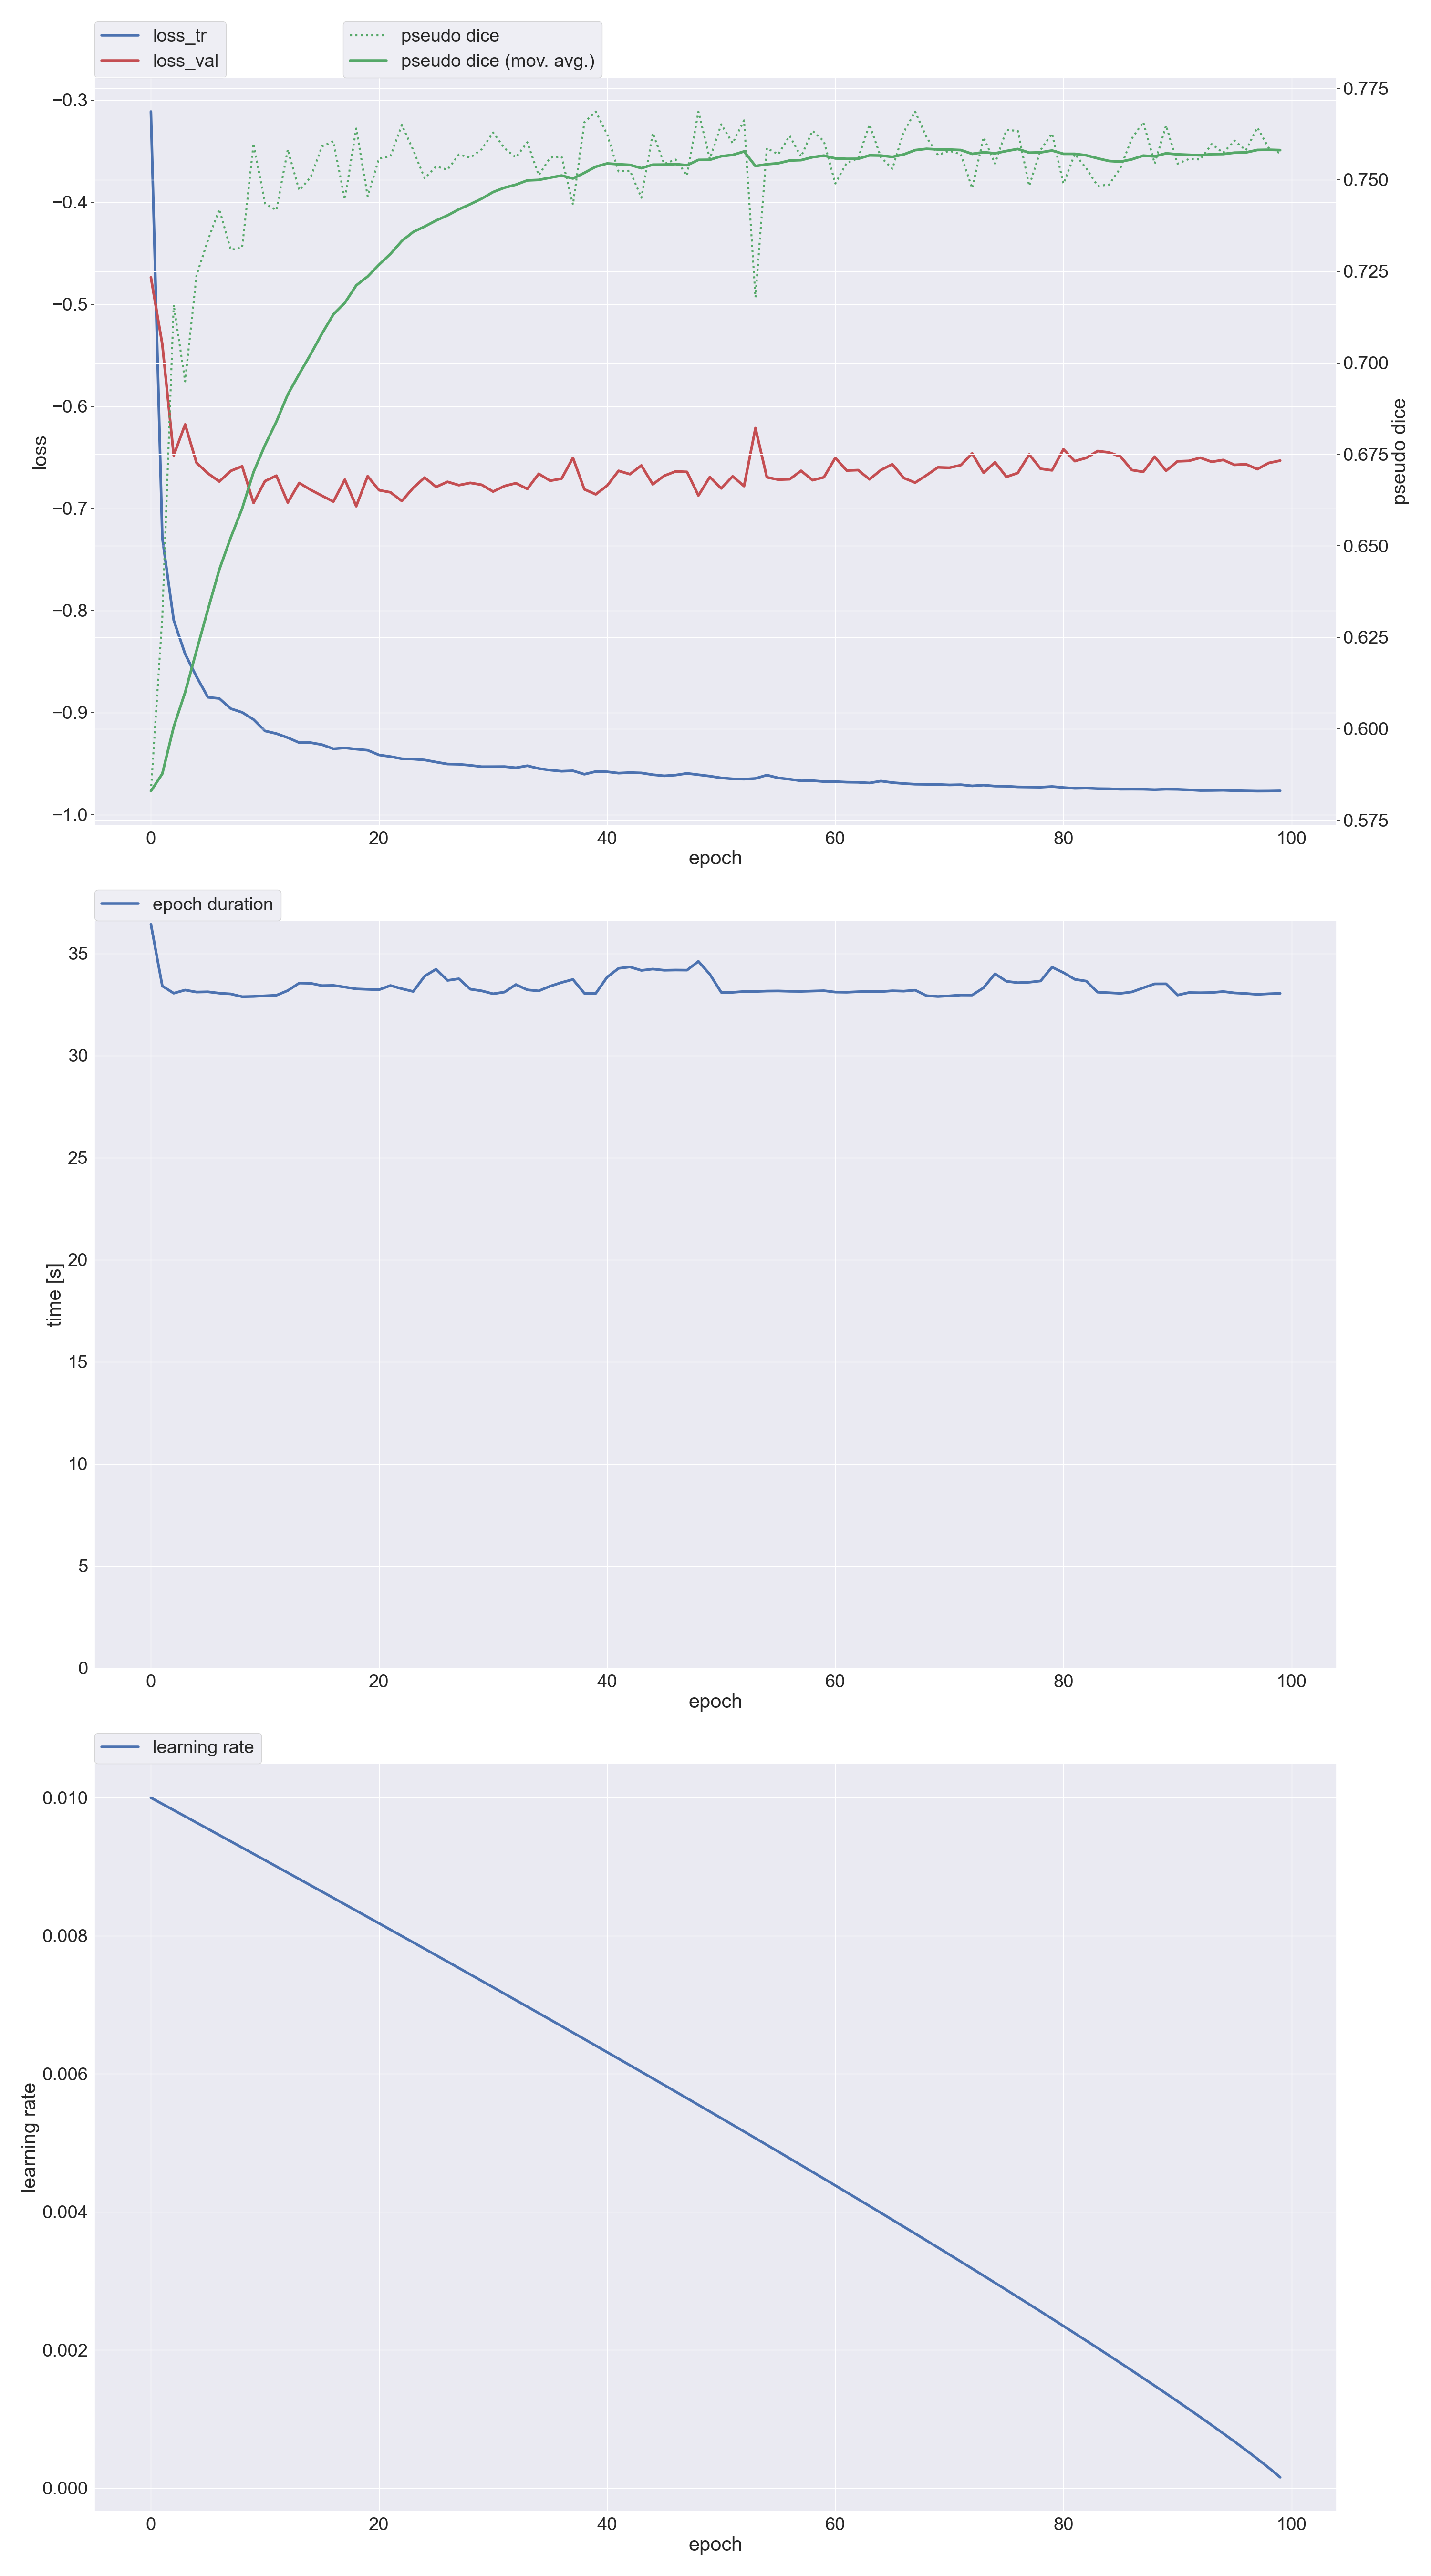 loss_tr
loss_val
pseudo dice
pseudo dice (mov. avg.)
−0.3
−0.4
−0.5
−0.6
−0.7
−0.8
−0.9
−1.0
loss
0.775
0.750
0.725
0.700
0.675
0.650
0.625
0.600
0.575
pseudo dice
0 20 40 60 80 100
epoch
epoch duration
35
30
25
20
15
10
5
0
time [s]
0 20 40 60 80 100
epoch
learning rate
0.010
0.008
0.006
0.004
0.002
0.000
learning rate
0 20 40 60 80 100
epoch